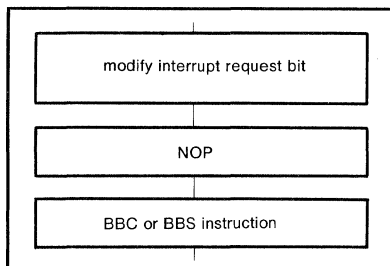 modify interrupt request bit
NOP
BBC or BBS instruction